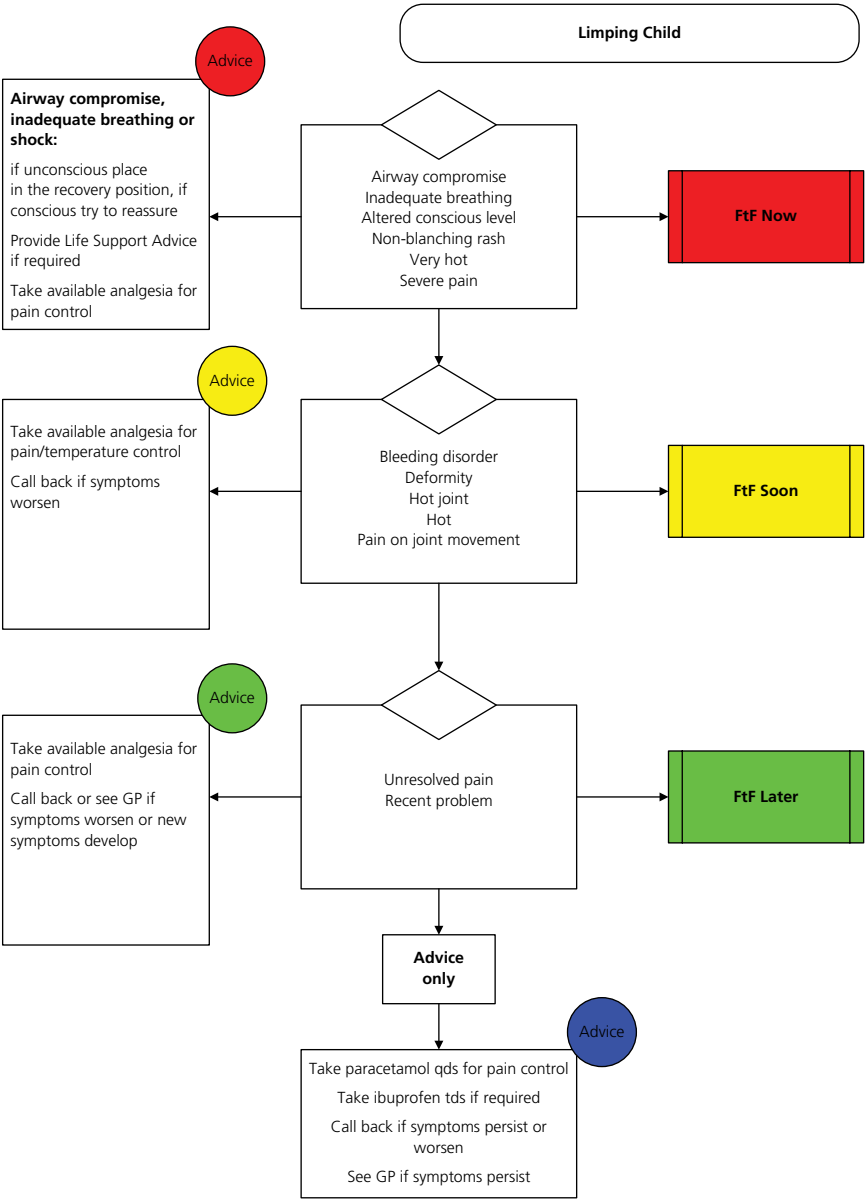 Limping Child
Advice
Airway compromise,
inadequate breathing or
shock:
if unconscious place
in the recovery position, if
conscious try to reassure
Provide Life Support Advice
if required
Take available analgesia for
pain control
Airway compromise
Inadequate breathing
Altered conscious level
Non-blanching rash
Very hot
Severe pain
FtF Now
Advice
Take available analgesia for
pain/temperature control
Call back if symptoms
worsen
Bleeding disorder
Deformity
Hot joint
Hot
Pain on joint movement
FtF Soon
Advice
Take available analgesia for
pain control
Call back or see GP if
symptoms worsen or new
symptoms develop
Unresolved pain
Recent problem
FtF Later
Advice
only
Advice
Take paracetamol qds for pain control
Take ibuprofen tds if required
Call back if symptoms persist or
worsen
See GP if symptoms persist